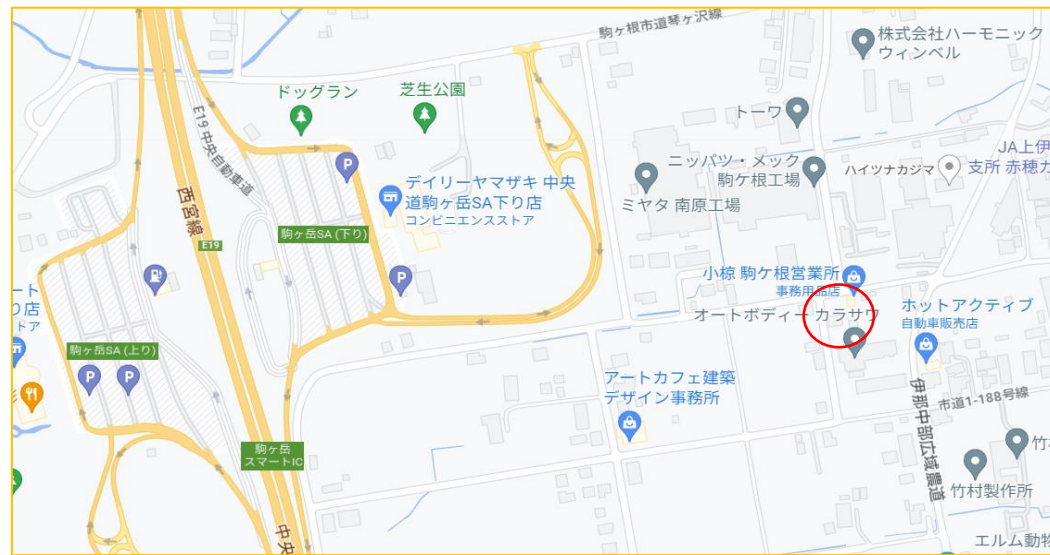 駒ヶ根市道琴ヶ沢線
株式会社ハーモニック
ウィンベル
ドッグラン
芝生公園
トーワ
E19 中央自動車道
JA上伊
支所 赤穂カ
ニッパツ・メック
駒ケ根工場
ハイツナカジマ
P
デイリーヤマザキ 中央
道駒ヶ岳SA下り店
コンビニエンスストア
ミヤタ 南原工場
西宮線
E19
駒ヶ岳SA (下り)
P
小椋 駒ケ根営業所
事務用品店
ート
り店
トア
オートボディー カラサワ
ホットアクティブ
自動車販売店
駒ヶ岳SA (上り)
P
P
アートカフェ建築
デザイン事務所
市道1-188号線
伊那中部広域農道
駒ヶ岳
スマートIC
竹村製作所
中央
エルム動物